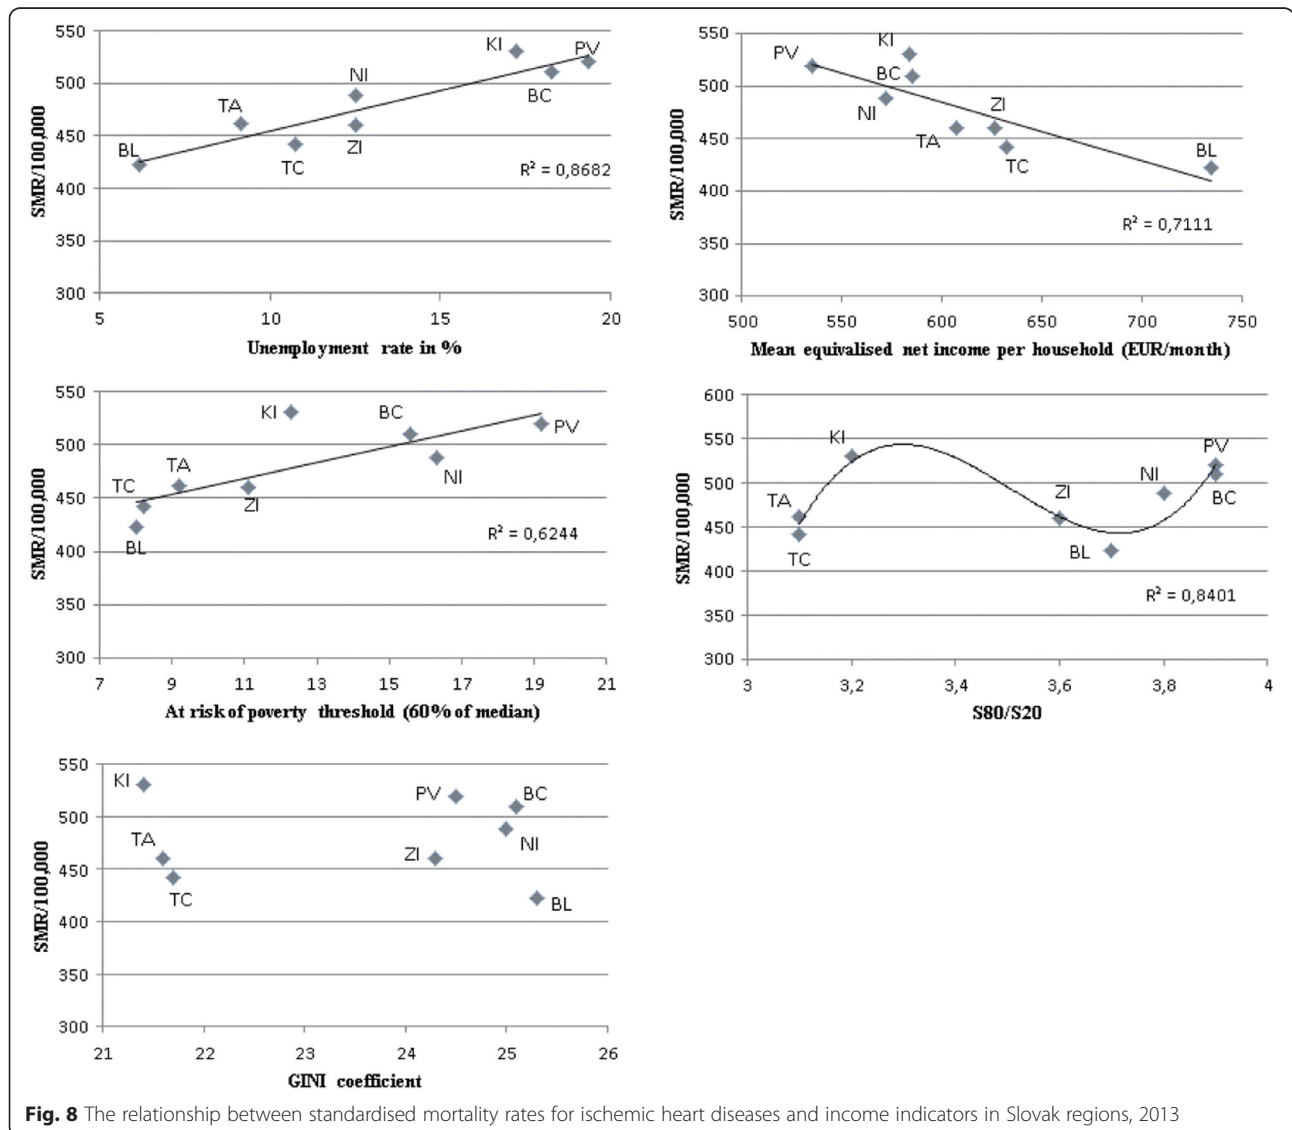 550
500
450
400
350
300
SMR/100,000
KI
PV
NI
BC
TA
ZI
BL
TC
R² = 0,8682
5
10
15
20
Unemployment rate in %
550
500
450
400
350
300
SMR/100,000
KI
PV
BC
NI
ZI
TA
TC
BL
R² = 0,7111
500
550
600
650
700
750
Mean equivalised net income per household (EUR/month)
550
500
450
400
350
300
SMR/100,000
KI
BC
PV
TA
NI
TC
ZI
BL
R² = 0,6244
7
9
11
13
15
17
19
21
At risk of poverty threshold (60% of median)
600
550
500
450
400
350
300
SMR/100,000
KI
PV
NI
BC
ZI
TA
TC
BL
R² = 0,8401
3
3,2
3,4
3,6
3,8
4
S80/S20
550
500
450
400
350
300
SMR/100,000
KI
PV
BC
TA
NI
ZI
TC
BL
21
22
23
24
25
26
GINI coefficient
Fig. 8 The relationship between standardised mortality rates for ischemic heart diseases and income indicators in Slovak regions, 2013